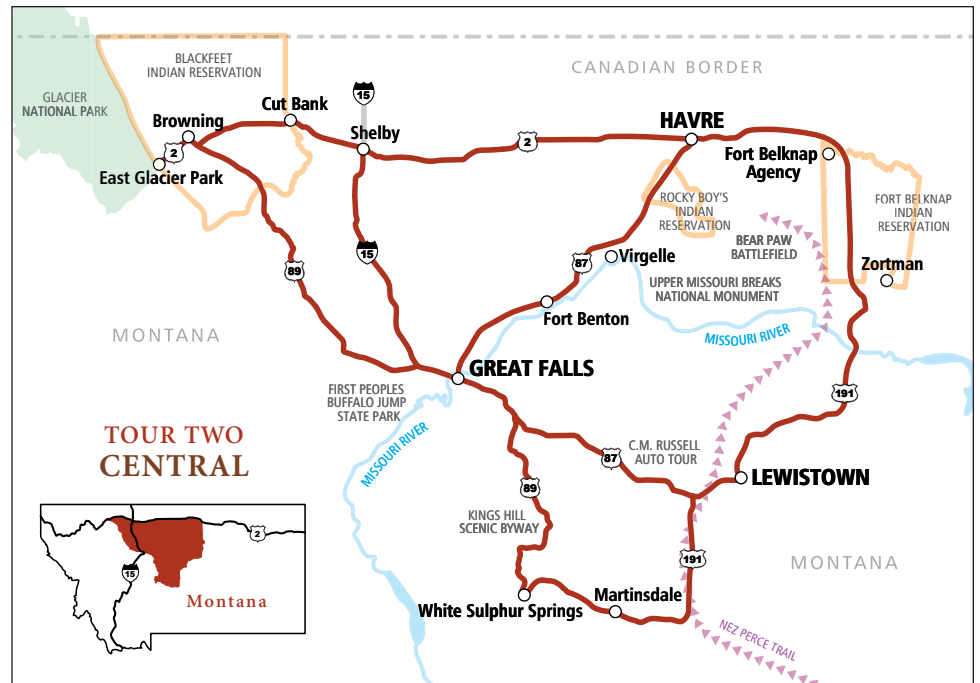 CANADIAN BORDER
BLACKFEET
INDIAN RESERVATION
GLACIER
NATIONAL PARK
15
Cut Bank
Browning
2
East Glacier Park
Shelby
2
HAVRE
Fort Belknap
Agency
ROCKY BOY'S
INDIAN
RESERVATION
FORT BELKNAP
INDIAN
RESERVATION
BEAR PAW
BATTLEFIELD
89
15
87
Virgelle
Zortman
UPPER MISSOURI BREAKS
NATIONAL MONUMENT
Fort Benton
MISSOURI RIVER
MONTANA
GREAT FALLS
FIRST PEOPLES
BUFFALO JUMP
STATE PARK
191
MISSOURI RIVER
C.M. RUSSELL
AUTO TOUR
87
LEWISTOWN
TOUR TWO
CENTRAL
89
KINGS HILL
SCENIC BYWAY
191
MONTANA
2
15
Montana
White Sulphur Springs
Martinsdale
NEZ PERCE TRAIL